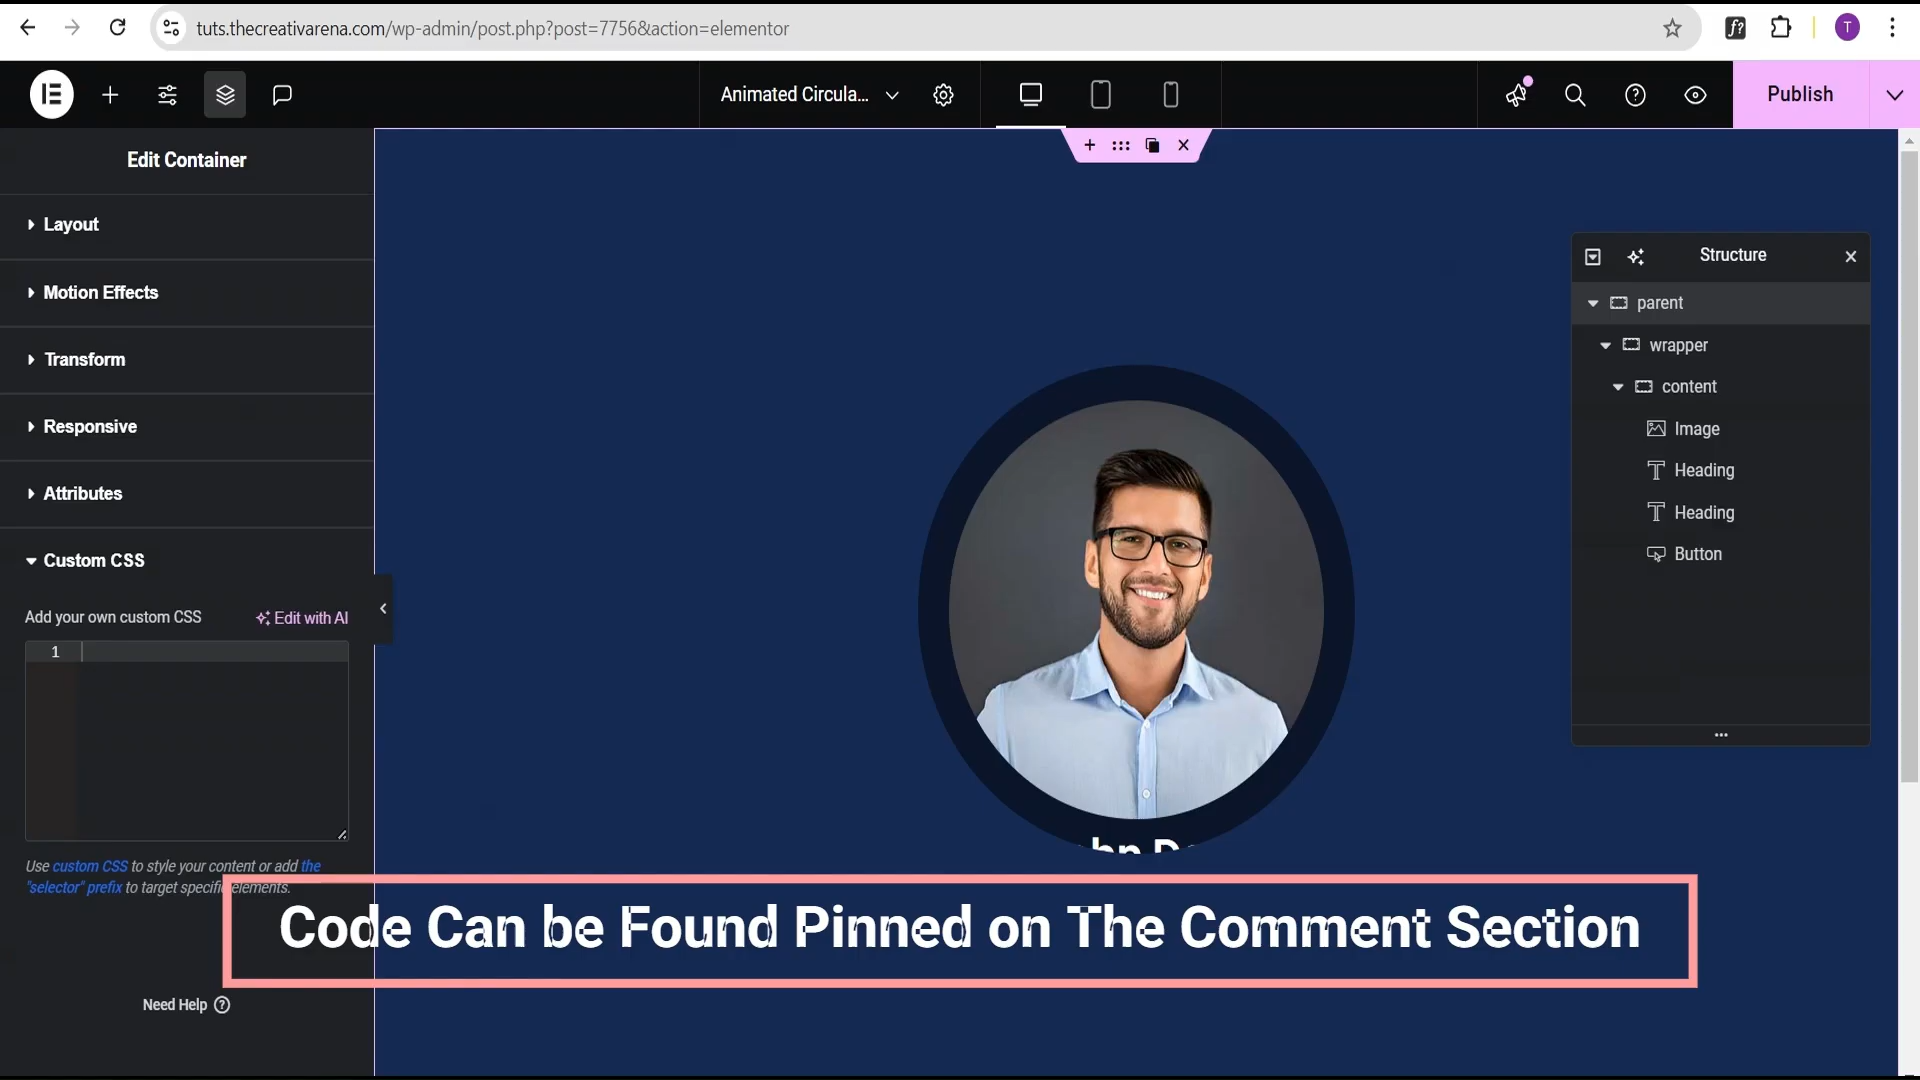 tuts.thecreativarena.com/wp-admin/post.php?post=7756&action=elementor
f?
T
Animated Circula...
Publish
Edit Container
Layout
Motion Effects
Transform
Responsive
Attributes
Custom CSS
Add your own custom CSS
Edit with AI
1
Use custom CSS to style your content or add the
"selector" prefix to target specific elements.
Need Help
Structure
parent
wrapper
content
Image
Heading
Heading
Button
Code Can be Found Pinned on The Comment Section